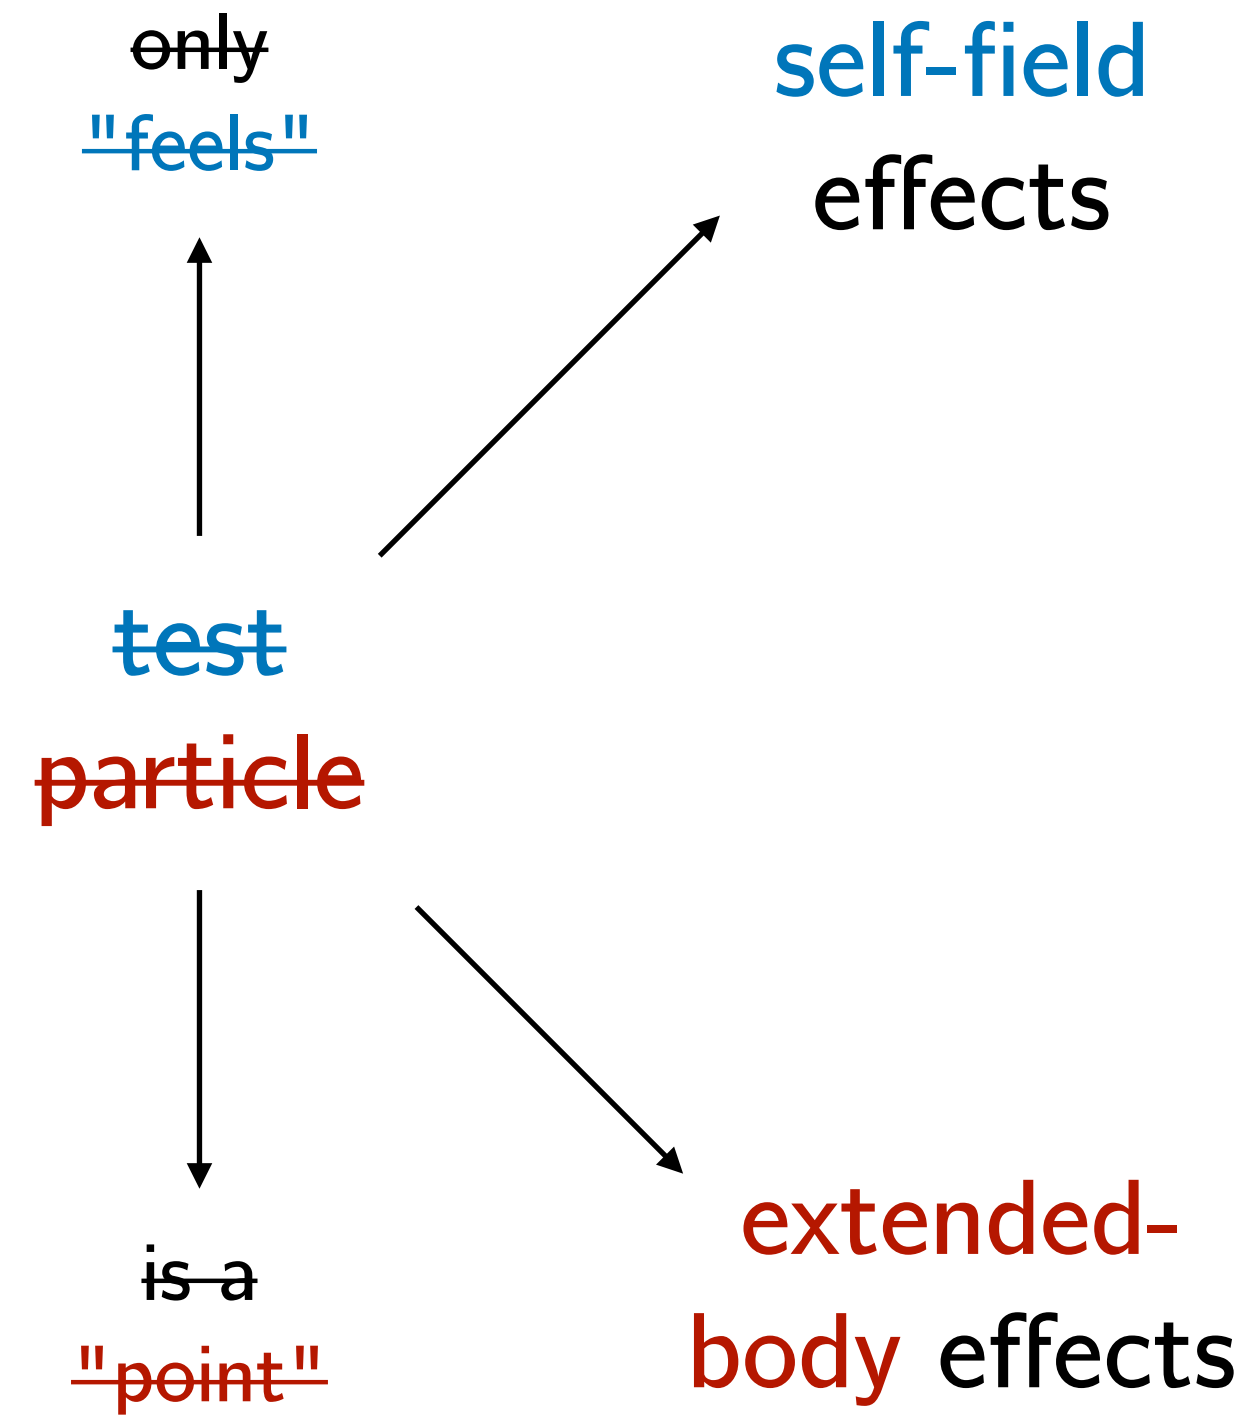 only
"feels"
self-field
effects
test
particle
is a
"point"
extended-
body effects